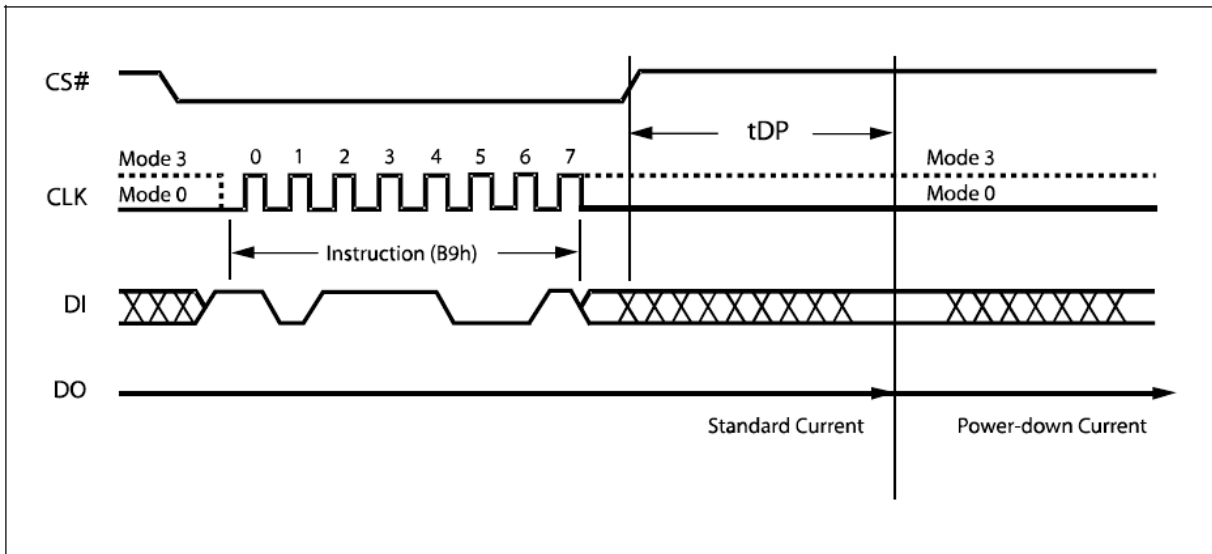 CS#
tDP
Mode 3
0 1 2 3 4 5 6 7
Mode 3
CLK
Mode 0
Mode 0
Instruction (B9h)
DI
DO
Standard Current
Power-down Current